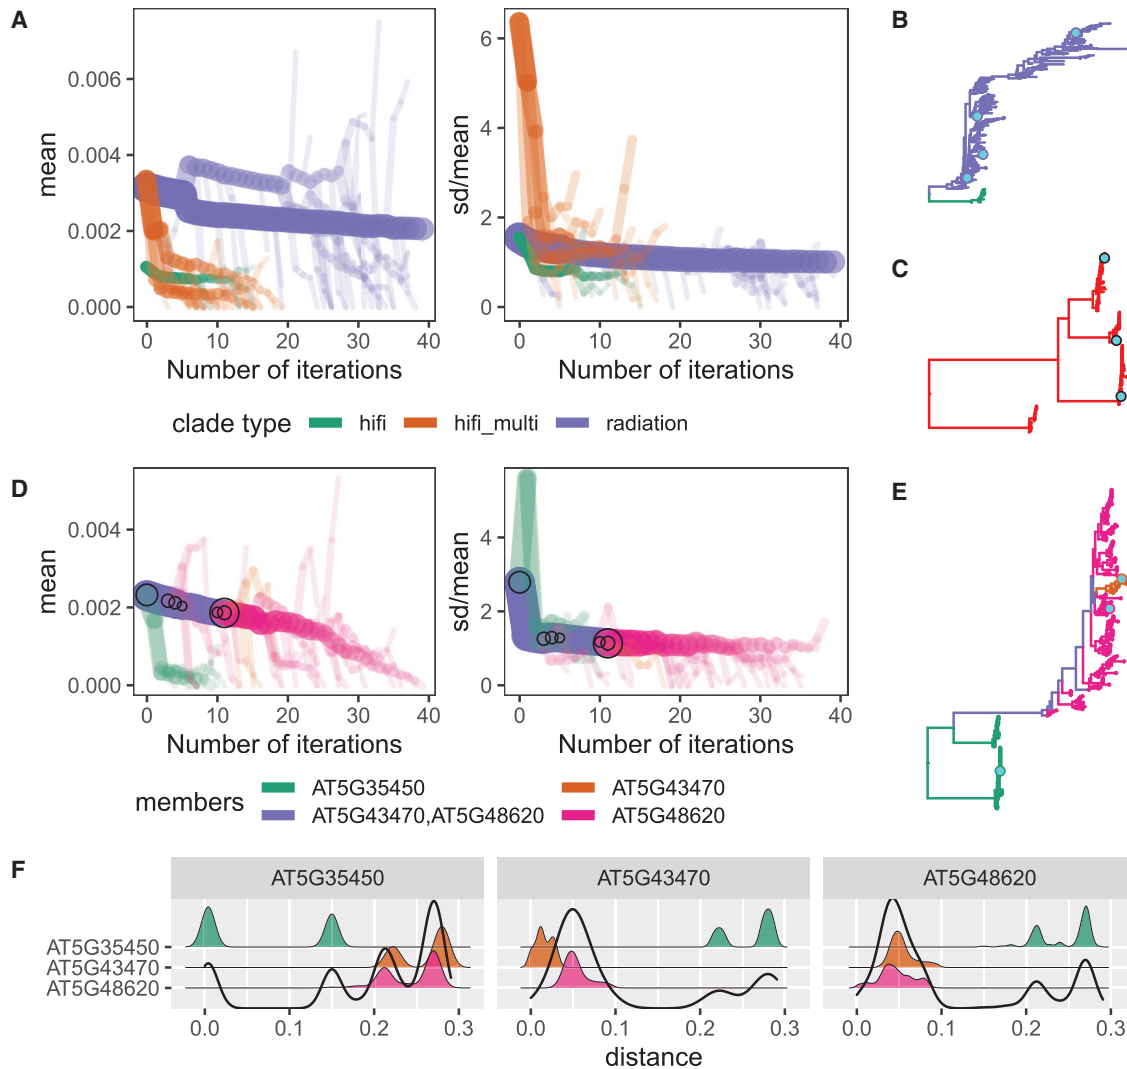 A
B
mean
0.006
0.004
0.002
0.000
0
10
20
30
40
Number of iterations
sd/mean
6
4
2
0
0
10
20
30
40
Number of iterations
C
clade type
hifi
hifi_multi
radiation
D
E
mean
0.004
0.002
0.000
0
10
20
30
40
Number of iterations
sd/mean
4
2
0
0
10
20
30
40
Number of iterations
members
AT5G35450
AT5G43470
AT5G43470,AT5G48620
AT5G48620
F
AT5G35450
AT5G43470
AT5G48620
AT5G35450
AT5G43470
AT5G48620
0.0
0.1
0.2
0.3
0.0
0.1
0.2
0.3
0.0
0.1
0.2
0.3
distance